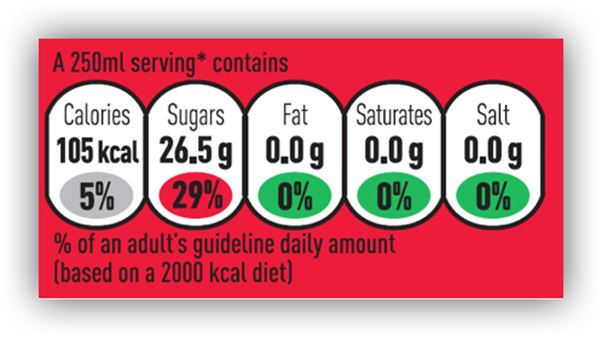 A 250ml serving* contains
Calories Sugars Fat Saturates Salt
105 kcal 26.5 g 0.0 g 0.0 g 0.0 g
5% 29% 0% 0% 0%
% of an adult's guideline daily amount
(based on a 2000 kcal diet)